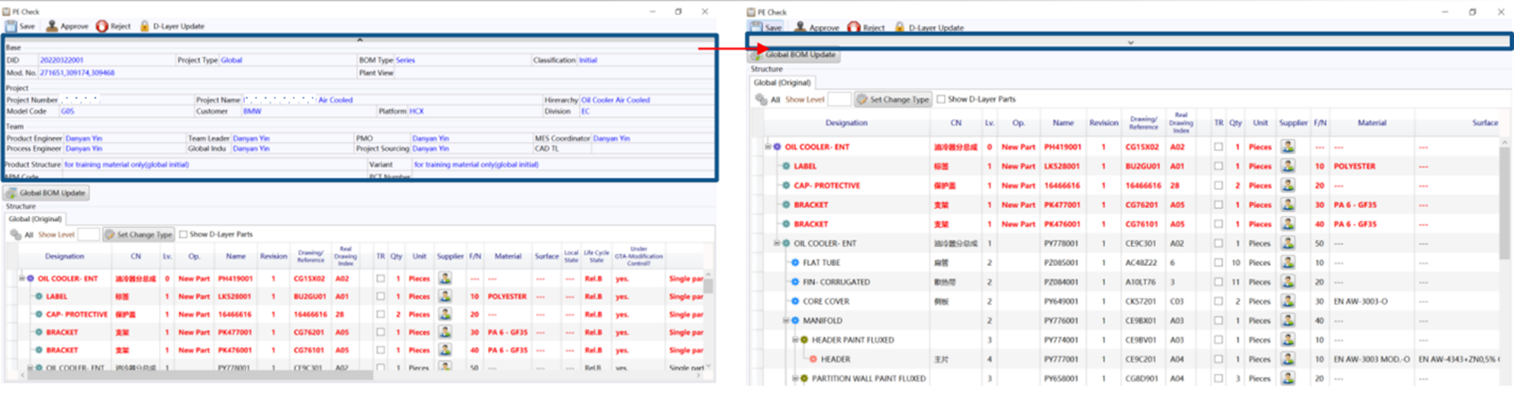 PE Check
Save Approve Reject D-Layer Update
Base
DID 20220322001 Project Type Global BOM Type Series Classification Initial
Mod. No. 271651,309174,309468 Plant View
Project
Project Number Project Name Air Cooled Hirerarchy Oil Cooler Air Cooled
Model Code G05 Customer BMW Platform HCX Division EC
Team
Product Engineer Danyan Yin Team Leader Danyan Yin PMO Danyan Yin MES Coordinator Danyan Yin
Process Engineer Danyan Yin Global Indu Danyan Yin Project Sourcing Danyan Yin CAD TL
Product Structure for training material only(global initial) Variant for training material only(global initial)
Global BOM Update
Structure
Global (Original)
All Show Level Set Change Type Show D-Layer Parts
Designation CN Lv. Op. Name Revision Drawing/ Reference Real Drawing Index TR Qty Unit Supplier F/N Material Surface Local State Life Cycle State Under GTA-Modification Control?
OIL COOLER- ENT 油冷器分总成 0 New Part PH419001 1 CG15X02 A02 1 Pieces --- --- --- Rel.B yes. Single par
LABEL 标签 1 New Part LK528001 1 BU2GU01 A01 1 Pieces 10 POLYESTER --- --- Rel.B yes. Single par
CAP- PROTECTIVE 保护盖 1 New Part 16466616 1 16466616 28 2 Pieces 20 --- --- --- Rel.B yes. Single par
BRACKET 支架 1 New Part PK477001 1 CG76201 A05 1 Pieces 30 PA 6 - GF35 --- --- Rel.B yes. Single par
BRACKET 支架 1 New Part PK476001 1 CG76101 A05 1 Pieces 40 PA 6 - GF35 --- --- Rel.B yes. Single par
OIL COOLER- ENT 油冷器分总成 1 PY778001 1 CE9C301 A02 1 Pieces 50 ---
PE Check
Save Approve Reject D-Layer Update
Global BOM Update
Structure
Global (Original)
All Show Level Set Change Type Show D-Layer Parts
Designation CN Lv. Op. Name Revision Drawing/ Reference Real Drawing Index TR Qty Unit Supplier F/N Material Surface
OIL COOLER- ENT 油冷器分总成 0 New Part PH419001 1 CG15X02 A02 1 Pieces --- --- ---
LABEL 标签 1 New Part LK528001 1 BU2GU01 A01 1 Pieces 10 POLYESTER ---
CAP- PROTECTIVE 保护盖 1 New Part 16466616 1 16466616 28 2 Pieces 20 --- ---
BRACKET 支架 1 New Part PK477001 1 CG76201 A05 1 Pieces 30 PA 6 - GF35 ---
BRACKET 支架 1 New Part PK476001 1 CG76101 A05 1 Pieces 40 PA 6 - GF35 ---
OIL COOLER- ENT 油冷器分总成 1 PY778001 1 CE9C301 A02 1 Pieces 50 --- ---
FLAT TUBE 扁管 2 PZ085001 1 AC48Z22 6 10 Pieces 10 --- ---
FIN- CORRUGATED 散热带 2 PZ084001 1 A10LT76 3 11 Pieces 20 --- ---
CORE COVER 侧板 2 PY649001 1 CK57201 C03 2 Pieces 30 EN AW-3003-O ---
MANIFOLD 2 PY776001 1 CE9BX01 A03 1 Pieces 40 --- ---
HEADER PAINT FLUXED 3 PY774001 1 CE9BV01 A03 1 Pieces 10 --- ---
HEADER 主片 4 PY777001 1 CE9C201 A04 1 Pieces 10 EN AW-3003 MOD.-O EN AW-4343+ZN0,5%
PARTITION WALL PAINT FLUXED 3 PY658001 1 CG8D901 A04 3 Pieces 20 --- ---